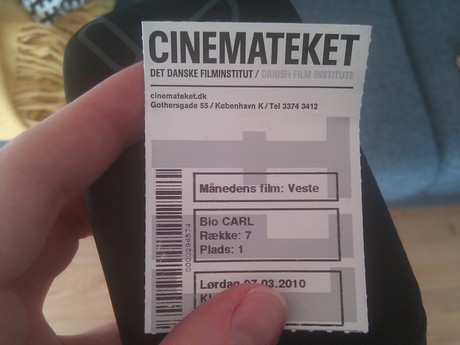 CINEMATEKET
DET DANSKE FILMINSTITUT / DANISH FILM INSTITUTE
cinemateket.dk
Gothersgade 55 / København K / Tel 3374 3412
Månedens film: Veste
Bio CARL
Række: 7
Plads: 1
Lørdag 27.03.2010